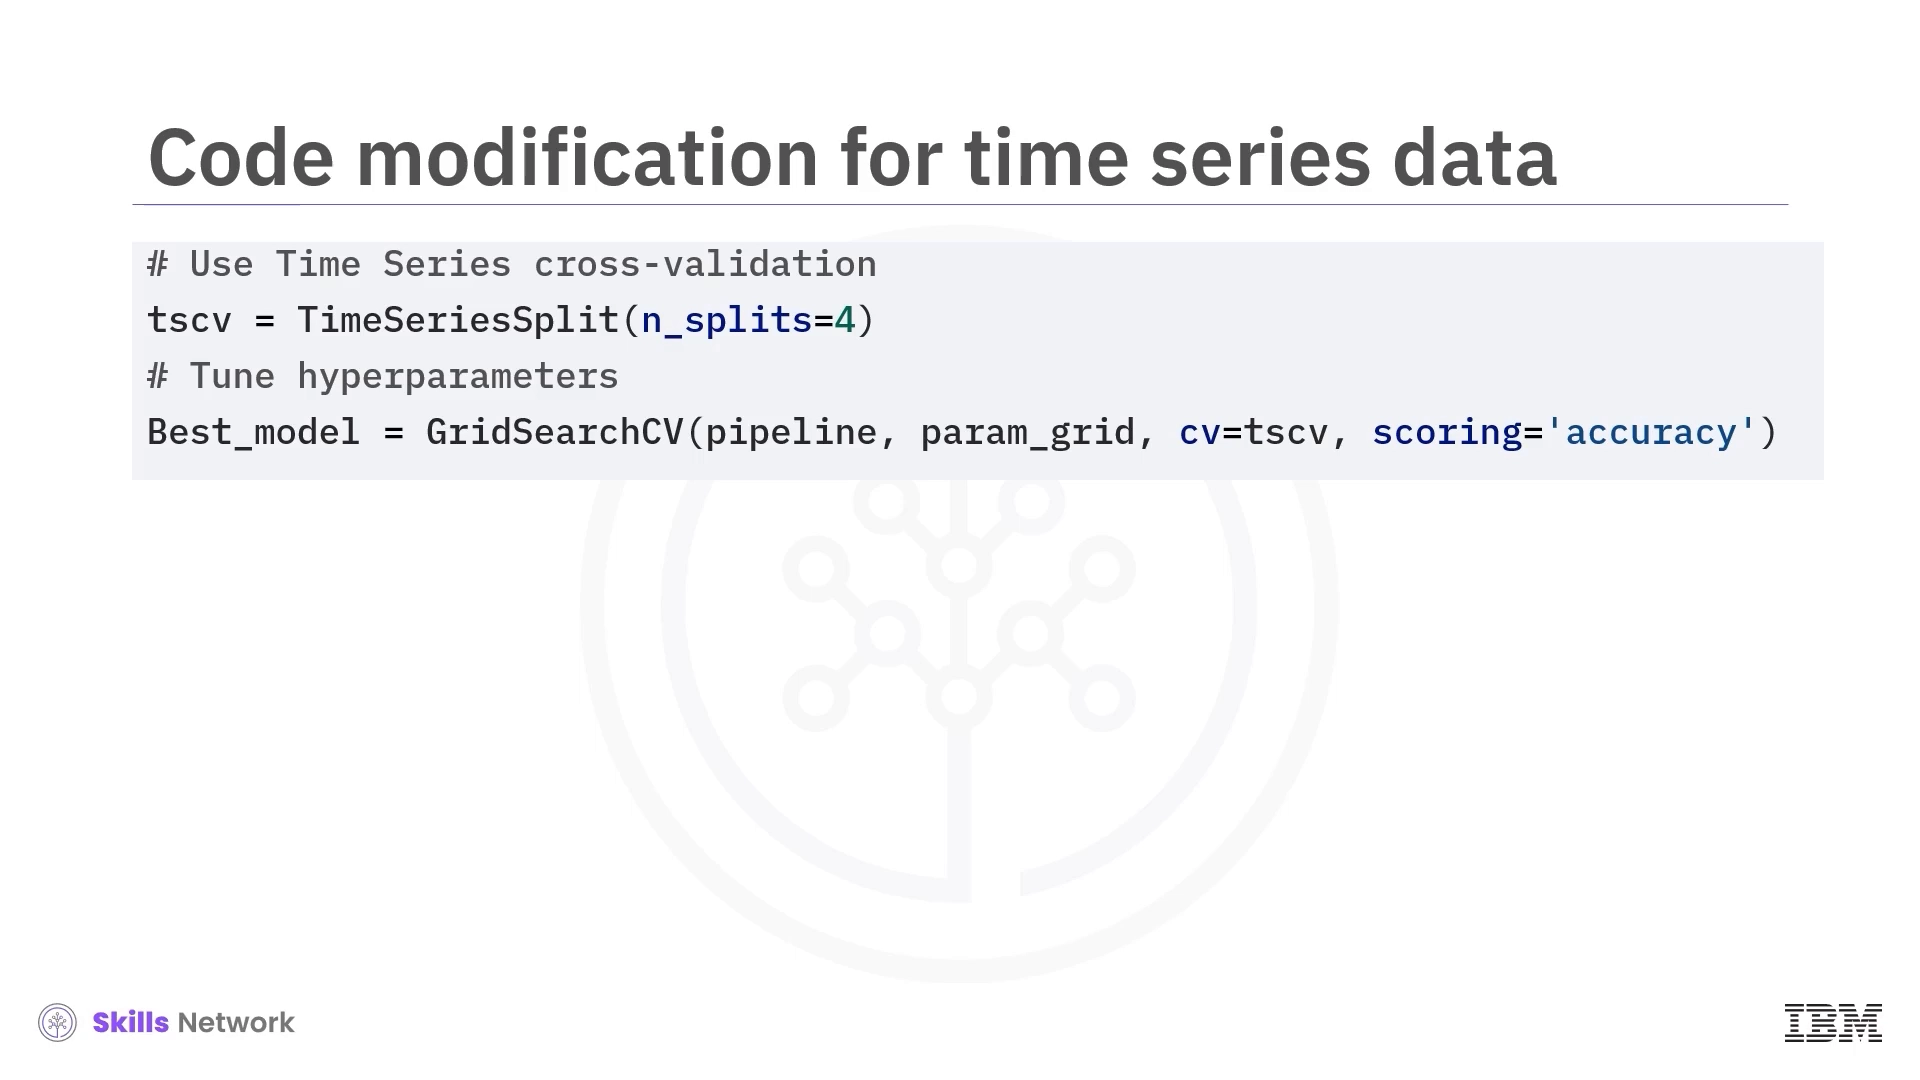 Code modification for time series data
# Use Time Series cross-validation
tscv = TimeSeriesSplit(n_splits=4)
# Tune hyperparameters
Best_model = GridSearchCV(pipeline, param_grid, cv=tscv, scoring='accuracy')
Skills Network
IBM